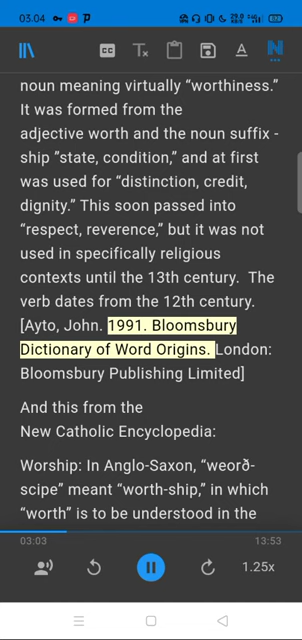 03.04
noun meaning virtually “worthiness.”
It was formed from the
adjective worth and the noun suffix -
ship ”state, condition,” and at first
was used for “distinction, credit,
dignity.” This soon passed into
“respect, reverence,” but it was not
used in specifically religious
contexts until the 13th century.  The
verb dates from the 12th century.
[Ayto, John. 1991. Bloomsbury
Dictionary of Word Origins. London:
Bloomsbury Publishing Limited]
And this from the
New Catholic Encyclopedia:
Worship: In Anglo-Saxon, “weorð-
scipe” meant “worth-ship,” in which
“worth” is to be understood in the
03:03 13:53
1.25x